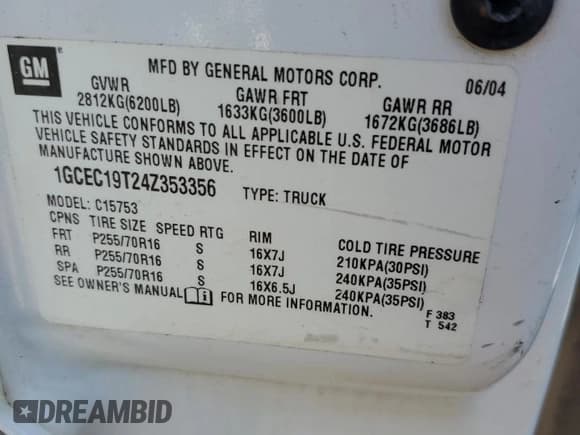 GM
®
MFD BY GENERAL MOTORS CORP. 06/04
GVWR GAWR FRT GAWR RR
2812KG(6200LB) 1633KG(3600LB) 1672KG(3686LB)
THIS VEHICLE CONFORMS TO ALL APPLICABLE U.S. FEDERAL MOTOR
VEHICLE SAFETY STANDARDS IN EFFECT ON THE DATE OF
MANUFACTURE SHOWN ABOVE.
1GCEC19T24Z353356 TYPE: TRUCK
MODEL: C15753
CPNS TIRE SIZE SPEED RTG RIM COLD TIRE PRESSURE
FRT P255/70R16 S 16X7J 210KPA(30PSI)
RR P255/70R16 S 16X7J 240KPA(35PSI)
SPA P255/70R16 S 16X6.5J 240KPA(35PSI)
SEE OWNER'S MANUAL i FOR MORE INFORMATION.
F 383
T 542
DREAMBID